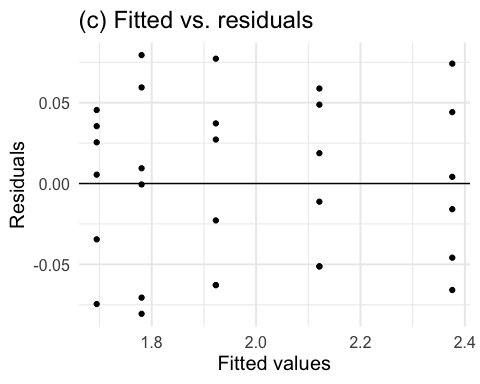 (c) Fitted vs. residuals
Residuals
0.05
0.00
-0.05
1.8 2.0 2.2 2.4
Fitted values